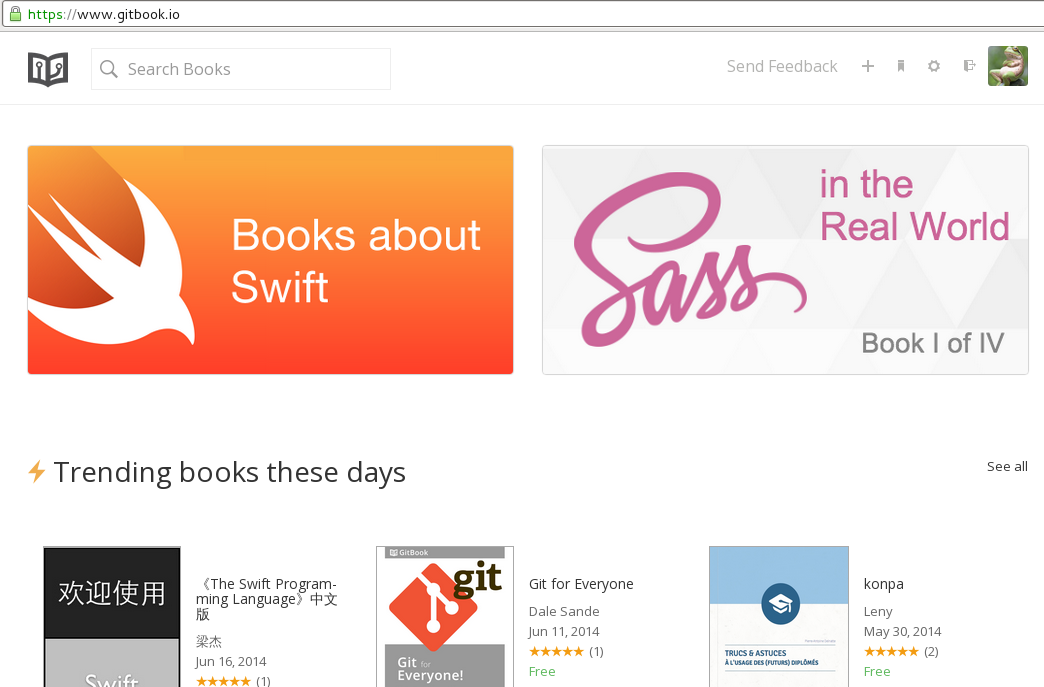 https://www.gitbook.io
Search Books
Send Feedback
Books about
Swift
in the
Real World
Sass
Book I of IV
Trending books these days
See all
欢迎使用
Swift
《The Swift Program-
ming Language》中文
版
梁杰
Jun 16, 2014
★★★★★ (1)
GitBook
git
Git for
Everyone!
Git for Everyone
Dale Sande
Jun 11, 2014
★★★★★ (1)
Free
TRUCS & ASTUCES
À L'USAGE DES (FUTURS) DIPLÔMÉS
konpa
Leny
May 30, 2014
★★★★★ (2)
Free